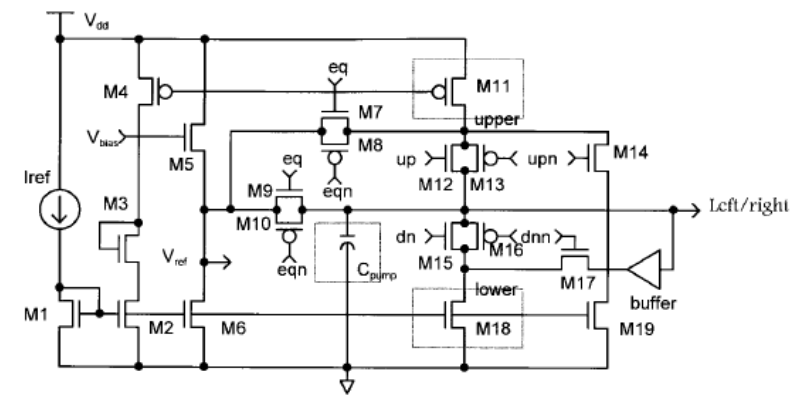 Vdd
eq
M4
M11
M7
upper
Vbias
M8
M5
up
upn
M14
eq
M12
M13
Iref
M9
eqn
M3
Left/right
M10
dn
dnn
Vref
M16
M15
eqn
Cpump
M17
lower
buffer
M1
M2
M6
M18
M19